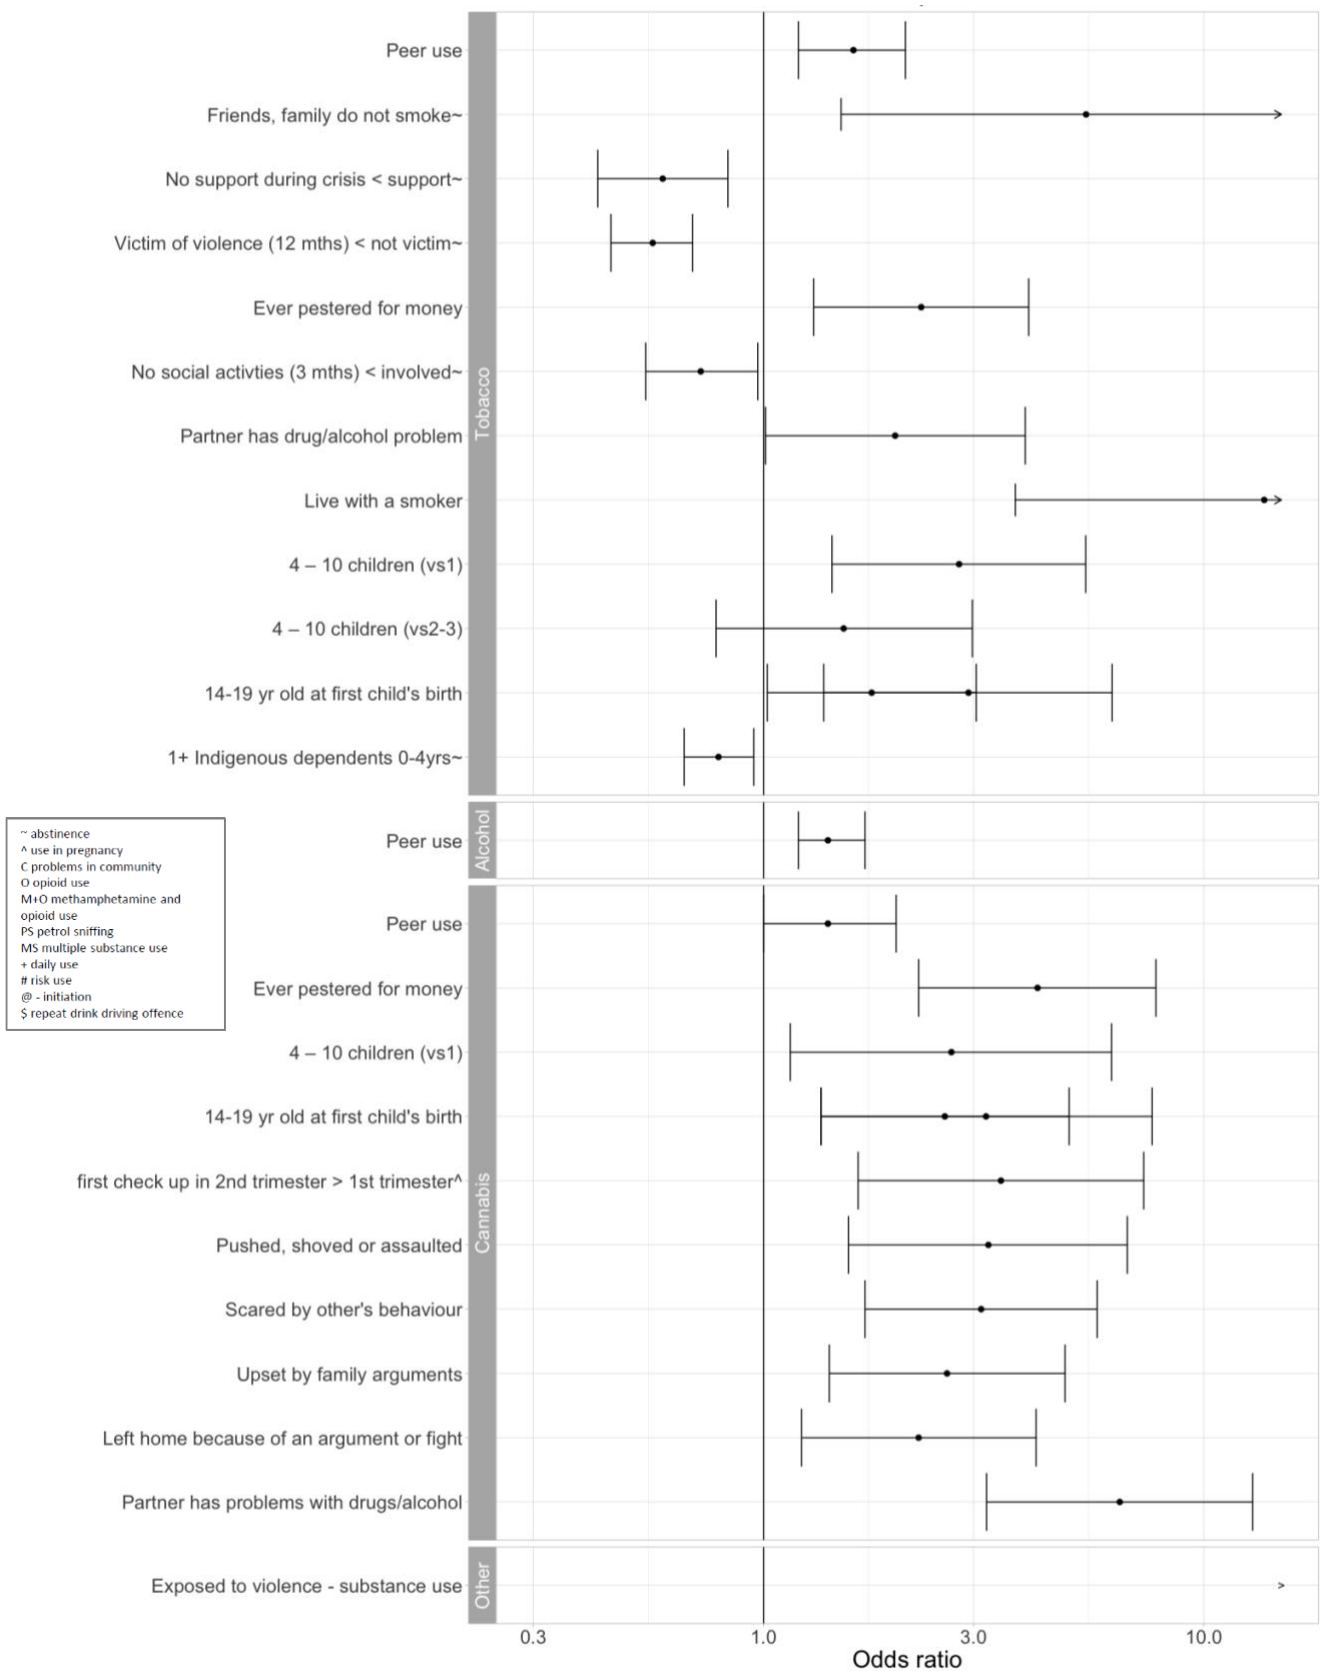 Peer use
Friends, family do not smoke~
No support during crisis < support~
Victim of violence (12 mths) < not victim~
Ever pestered for money
No social activties (3 mths) < involved~
Partner has drug/alcohol problem
Live with a smoker
4 – 10 children (vs1)
4 – 10 children (vs2-3)
14-19 yr old at first child's birth
1+ Indigenous dependents 0-4yrs~
Tobacco
Peer use
Alcohol
~ abstinence
^ use in pregnancy
C problems in community
O opioid use
M+O methamphetamine and
opioid use
PS petrol sniffing
MS multiple substance use
+ daily use
# risk use
@ - initiation
$ repeat drink driving offence
Peer use
Ever pestered for money
4 – 10 children (vs1)
14-19 yr old at first child's birth
first check up in 2nd trimester > 1st trimester^
Pushed, shoved or assaulted
Scared by other's behaviour
Upset by family arguments
Left home because of an argument or fight
Partner has problems with drugs/alcohol
Cannabis
Exposed to violence - substance use
Other
0.3 1.0 3.0 10.0
Odds ratio